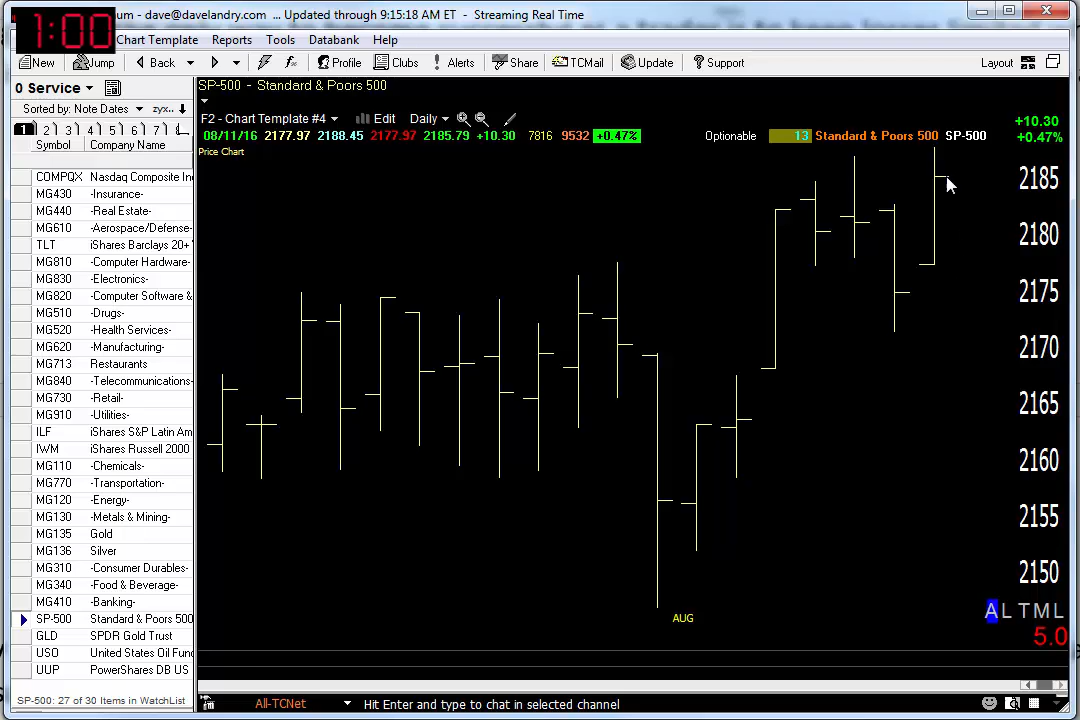 1:00
um - dave@davelandry.com ... Updated through 9:15:18 AM ET - Streaming Real Time
Chart Template Reports Tools Databank Help
New Jump Back Profile Clubs Alerts Share TCMail Update Support Layout
0 Service
Sorted by: Note Dates zyx..
1 2 3 4 5 6 7
Symbol Company Name
COMPQX Nasdaq Composite In
MG430 -Insurance-
MG440 -Real Estate-
MG610 -Aerospace/Defense-
TLT iShares Barclays 20+
MG810 -Computer Hardware-
MG830 -Electronics-
MG820 -Computer Software &
MG510 -Drugs-
MG520 -Health Services-
MG620 -Manufacturing-
MG713 Restaurants
MG840 -Telecommunications-
MG730 -Retail-
MG910 -Utilities-
ILF iShares S&P Latin Am
IWM iShares Russell 2000
MG110 -Chemicals-
MG770 -Transportation-
MG120 -Energy-
MG130 -Metals & Mining-
MG135 Gold
MG136 Silver
MG310 -Consumer Durables-
MG340 -Food & Beverage-
MG410 -Banking-
SP-500 Standard & Poors 500
GLD SPDR Gold Trust
USO United States Oil Fund
UUP PowerShares DB US
SP-500: 27 of 30 Items in WatchList
SP-500 - Standard & Poors 500
F2 - Chart Template #4 Edit Daily
08/11/16 2177.97 2188.45 2177.97 2185.79 +10.30 7816 9532 +0.47% Optionable 13 Standard & Poors 500 SP-500
+10.30
+0.47%
Price Chart
2185
2180
2175
2170
2165
2160
2155
2150
AUG
A L T M L
5.0
All-TCNet Hit Enter and type to chat in selected channel